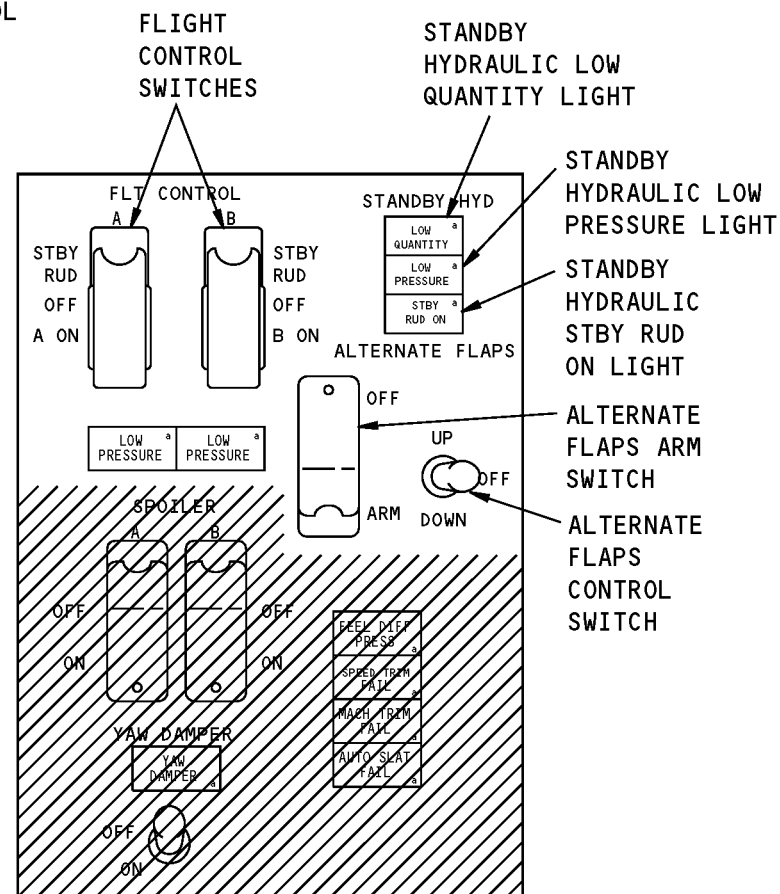 OL
FLIGHT
CONTROL
SWITCHES
STANDBY
HYDRAULIC LOW
QUANTITY LIGHT
STANDBY
HYDRAULIC LOW
PRESSURE LIGHT
STANDBY
HYDRAULIC
STBY RUD
ON LIGHT
ALTERNATE
FLAPS ARM
SWITCH
ALTERNATE
FLAPS
CONTROL
SWITCH
FLT CONTROL
A
B
STBY
RUD
OFF
A ON
STBY
RUD
OFF
B ON
STANDBY HYD
LOW a
QUANTITY
LOW a
PRESSURE
STBY a
RUD ON
ALTERNATE FLAPS
OFF
ARM
UP
OFF
DOWN
LOW a
PRESSURE
LOW a
PRESSURE
SPOILER
A
B
OFF
ON
OFF
ON
FEEL DIFF
PRESS a
SPEED TRIM
FAIL a
MACH TRIM
FAIL a
AUTO SLAT
FAIL a
YAW DAMPER
YAW
DAMPER a
OFF
ON